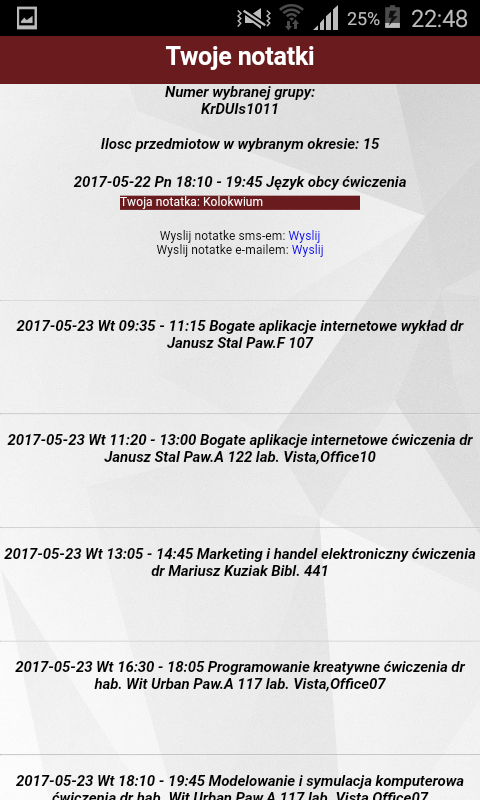 25% 22:48
Twoje notatki
Numer wybranej grupy:
KrDUIs1011
Ilosc przedmiotow w wybranym okresie: 15
2017-05-22 Pn 18:10 - 19:45 Język obcy ćwiczenia
Twoja notatka: Kolokwium
Wyslij notatke sms-em: Wyslij
Wyslij notatke e-mailem: Wyslij
2017-05-23 Wt 09:35 - 11:15 Bogate aplikacje internetowe wykład dr
Janusz Stal Paw.F 107
2017-05-23 Wt 11:20 - 13:00 Bogate aplikacje internetowe ćwiczenia dr
Janusz Stal Paw.A 122 lab. Vista,Office10
2017-05-23 Wt 13:05 - 14:45 Marketing i handel elektroniczny ćwiczenia
dr Mariusz Kuziak Bibl. 441
2017-05-23 Wt 16:30 - 18:05 Programowanie kreatywne ćwiczenia dr
hab. Wit Urban Paw.A 117 lab. Vista,Office07
2017-05-23 Wt 18:10 - 19:45 Modelowanie i symulacja komputerowa
ćwiczenia dr hab. Wit Urban Paw.A 117 lab. Vista,Office07